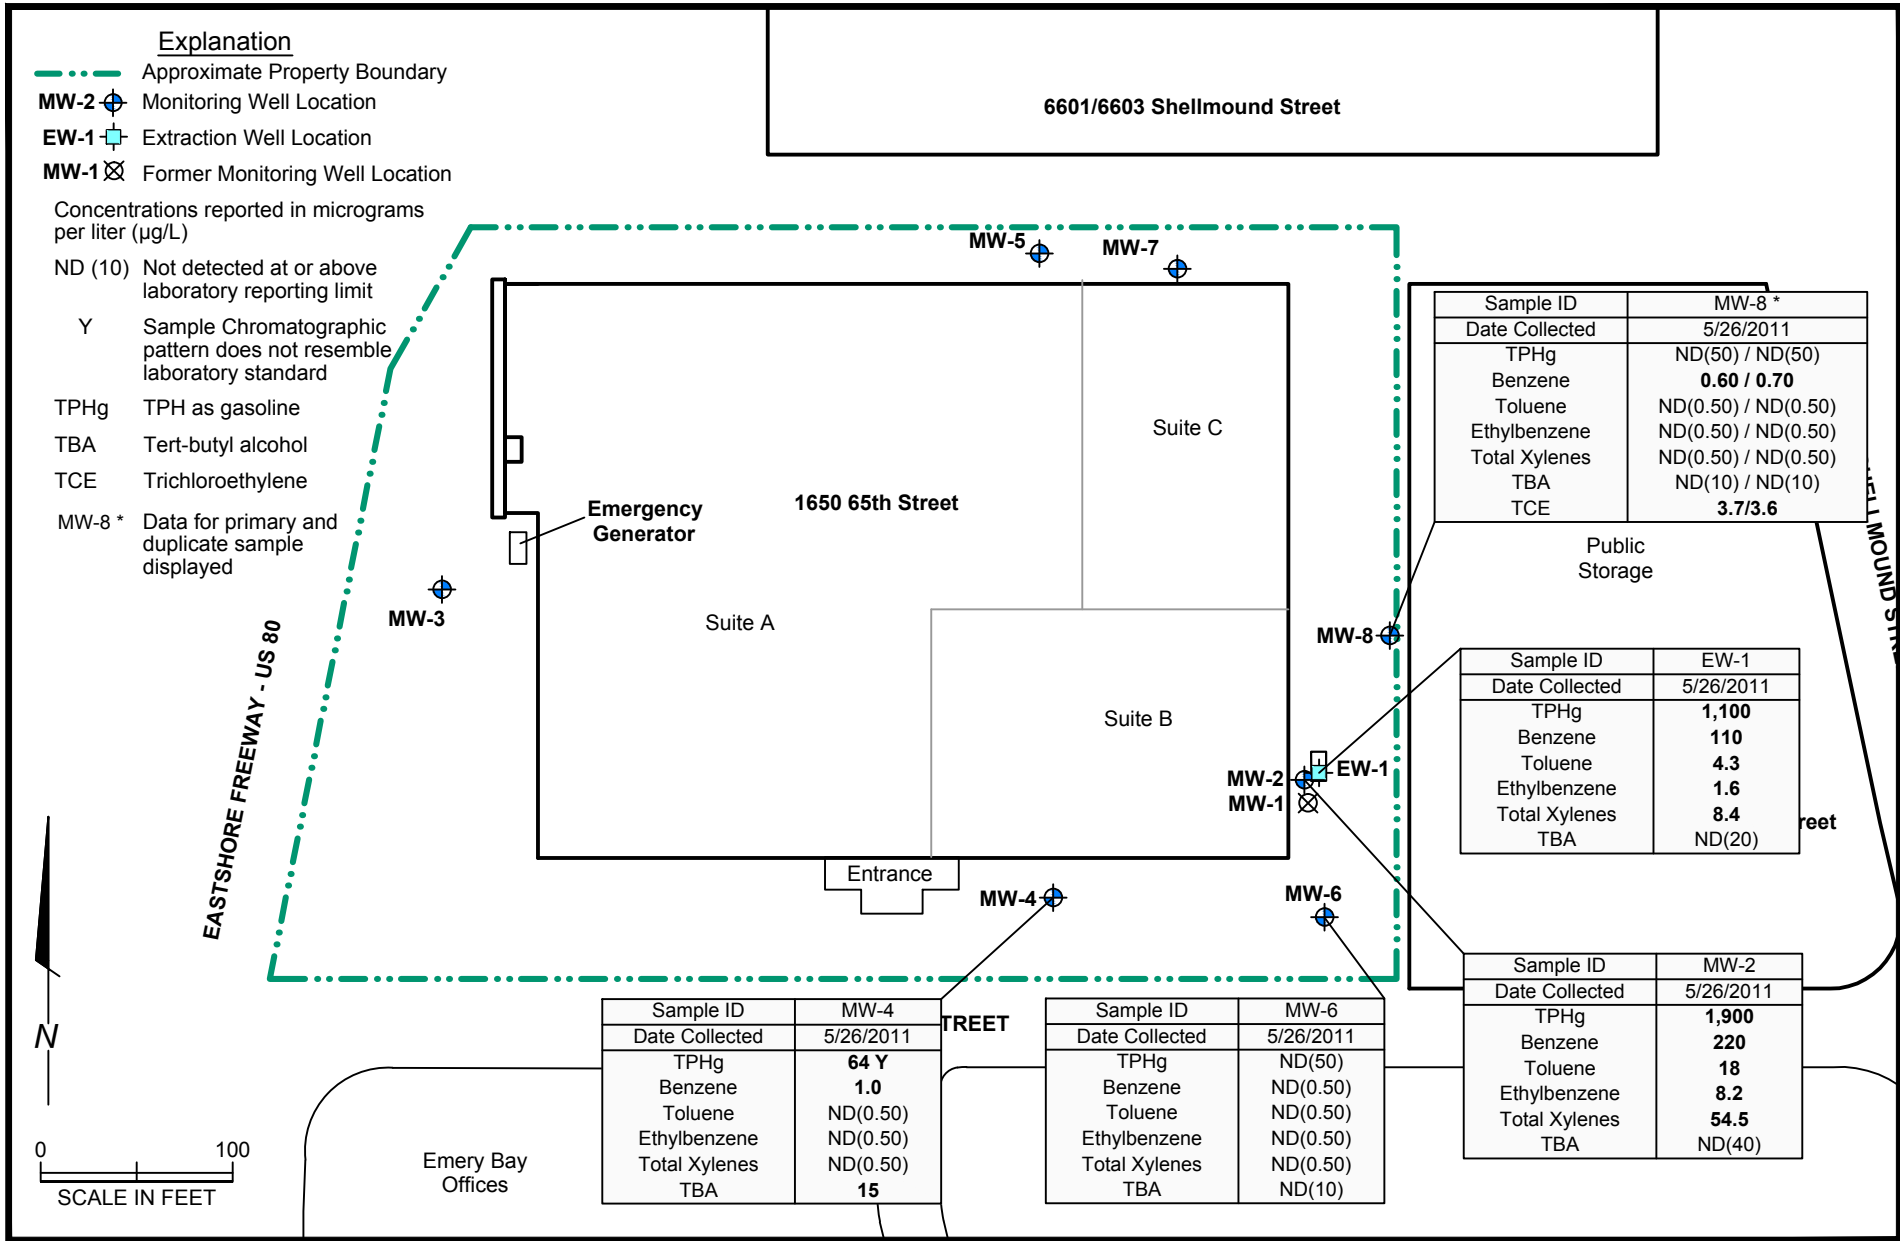 Explanation
Approximate Property Boundary
MW-2 Monitoring Well Location
EW-1 Extraction Well Location
MW-1 Former Monitoring Well Location
Concentrations reported in micrograms
per liter (µg/L)
ND (10) Not detected at or above
laboratory reporting limit
Y Sample Chromatographic
pattern does not resemble
laboratory standard
TPHg TPH as gasoline
TBA Tert-butyl alcohol
TCE Trichloroethylene
MW-8 * Data for primary and
duplicate sample
displayed
6601/6603 Shellmound Street
MW-5
MW-7
Suite C
1650 65th Street
Emergency
Generator
MW-3
Suite A
Suite B
MW-8
MW-2
EW-1
MW-1
Entrance
MW-4
MW-6
EASTSHORE FREEWAY - US 80
Sample ID MW-8 *
Date Collected 5/26/2011
TPHg ND(50) / ND(50)
Benzene 0.60 / 0.70
Toluene ND(0.50) / ND(0.50)
Ethylbenzene ND(0.50) / ND(0.50)
Total Xylenes ND(0.50) / ND(0.50)
TBA ND(10) / ND(10)
TCE 3.7/3.6
Public
Storage
Sample ID EW-1
Date Collected 5/26/2011
TPHg 1,100
Benzene 110
Toluene 4.3
Ethylbenzene 1.6
Total Xylenes 8.4
TBA ND(20)
reet
Sample ID MW-2
Date Collected 5/26/2011
TPHg 1,900
Benzene 220
Toluene 18
Ethylbenzene 8.2
Total Xylenes 54.5
TBA ND(40)
Sample ID MW-4
Date Collected 5/26/2011
TPHg 64 Y
Benzene 1.0
Toluene ND(0.50)
Ethylbenzene ND(0.50)
Total Xylenes ND(0.50)
TBA 15
TREET
Sample ID MW-6
Date Collected 5/26/2011
TPHg ND(50)
Benzene ND(0.50)
Toluene ND(0.50)
Ethylbenzene ND(0.50)
Total Xylenes ND(0.50)
TBA ND(10)
Emery Bay
Offices
N
0 100
SCALE IN FEET